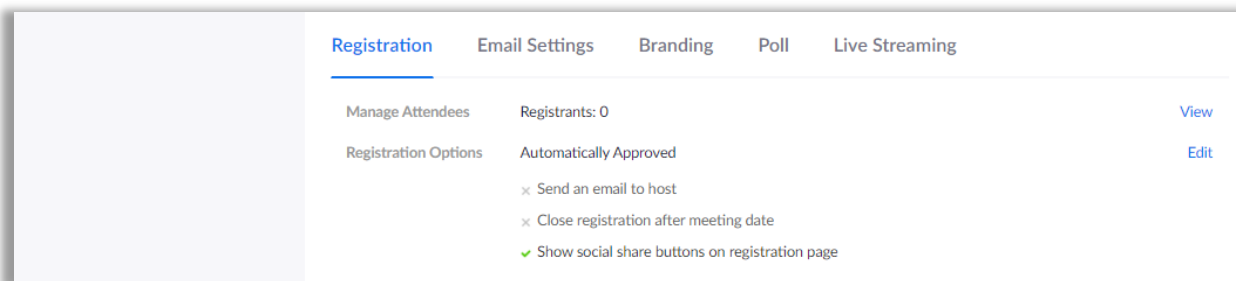 Registration Email Settings Branding Poll Live Streaming
Manage Attendees Registrants: 0 View
Registration Options Automatically Approved Edit
Send an email to host
Close registration after meeting date
Show social share buttons on registration page